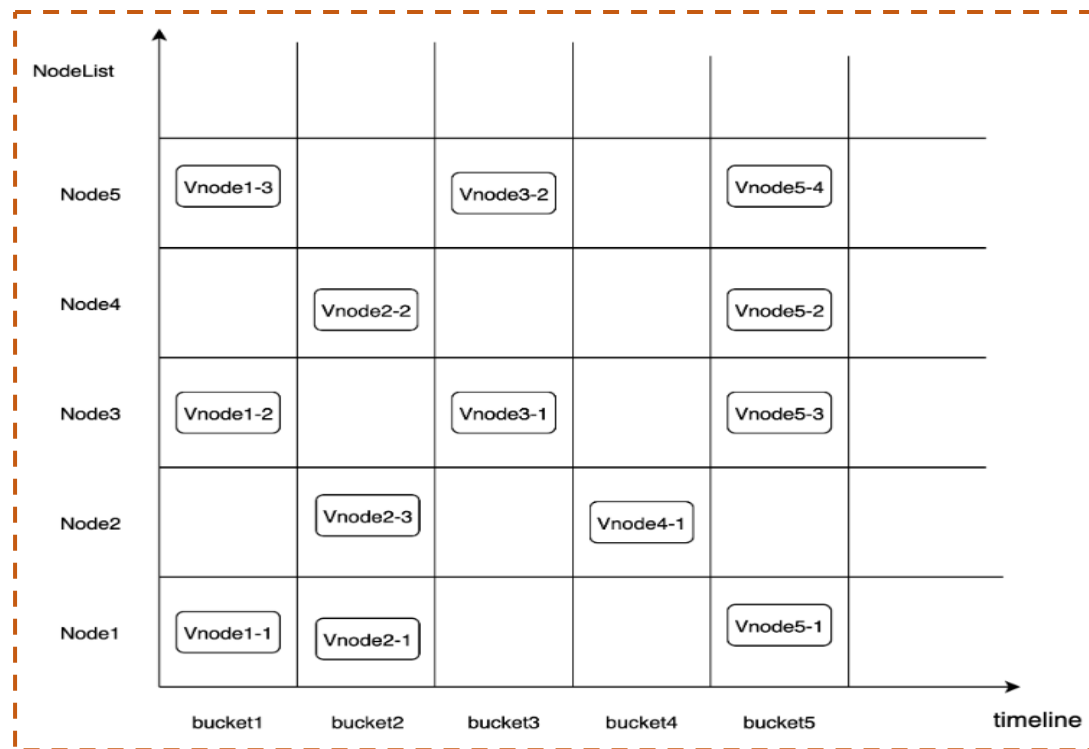 NodeList
Node5 Vnode1-3 Vnode3-2 Vnode5-4
Node4 Vnode2-2 Vnode5-2
Node3 Vnode1-2 Vnode3-1 Vnode5-3
Node2 Vnode2-3 Vnode4-1
Node1 Vnode1-1 Vnode2-1 Vnode5-1
bucket1 bucket2 bucket3 bucket4 bucket5 timeline